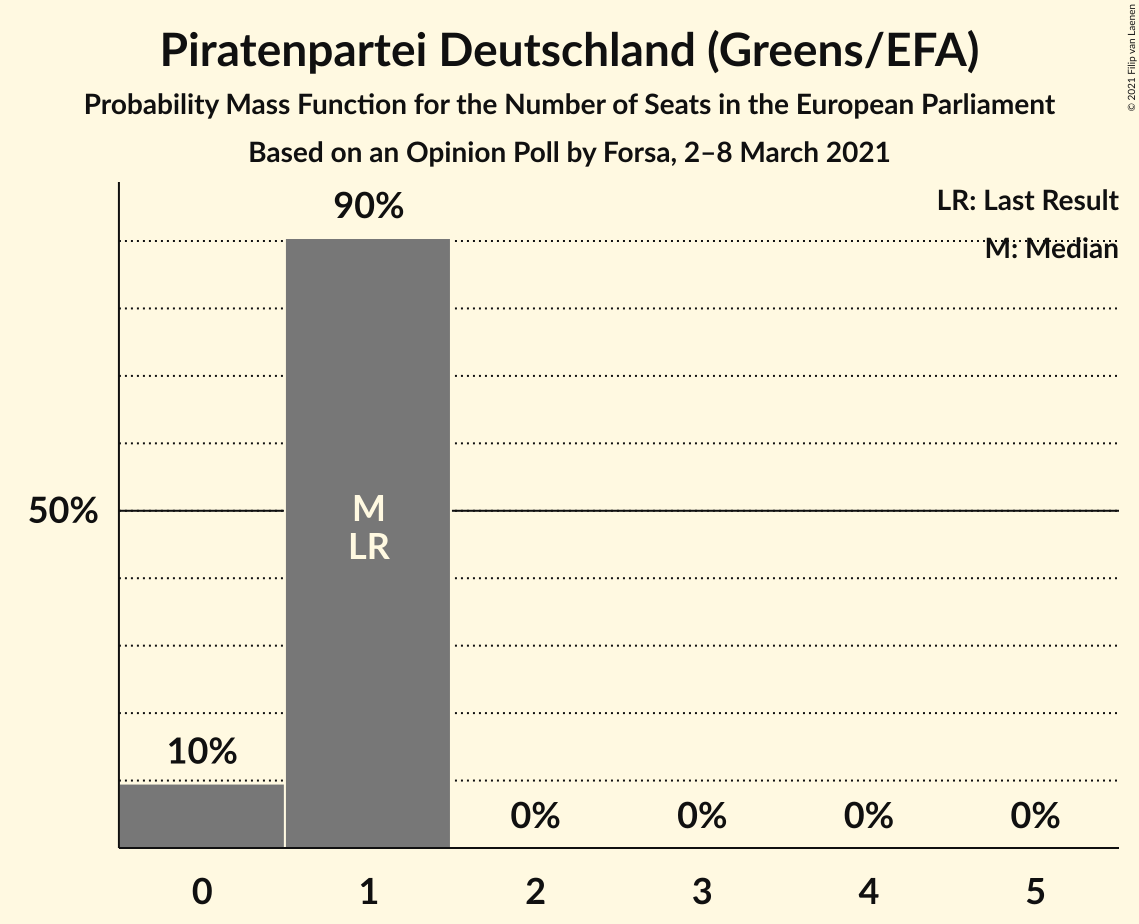 Piratenpartei Deutschland (Greens/EFA)
Probability Mass Function for the Number of Seats in the European Parliament
Based on an Opinion Poll by Forsa, 2–8 March 2021
© 2021 Filip van Laenen
LR: Last Result
M: Median
90%
50%
M
LR
10%
0% 0% 0% 0%
0 1 2 3 4 5